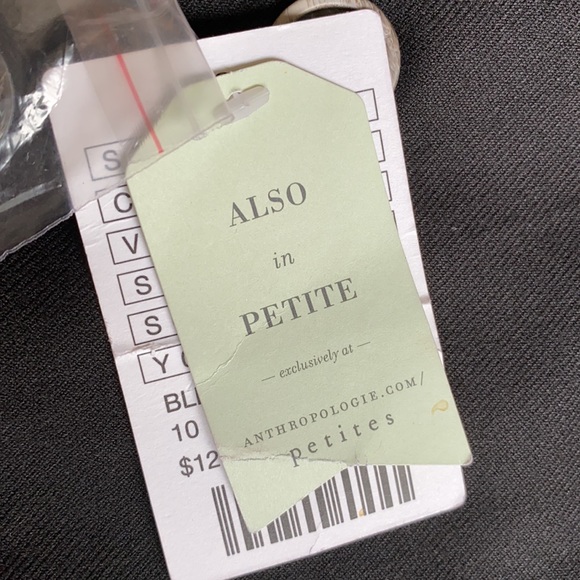 ALSO
in
PETITE
— exclusively at —
ANTHROPOLOGIE.COM/
Petites
S
C
V
S
S
Y
BL
10
$12